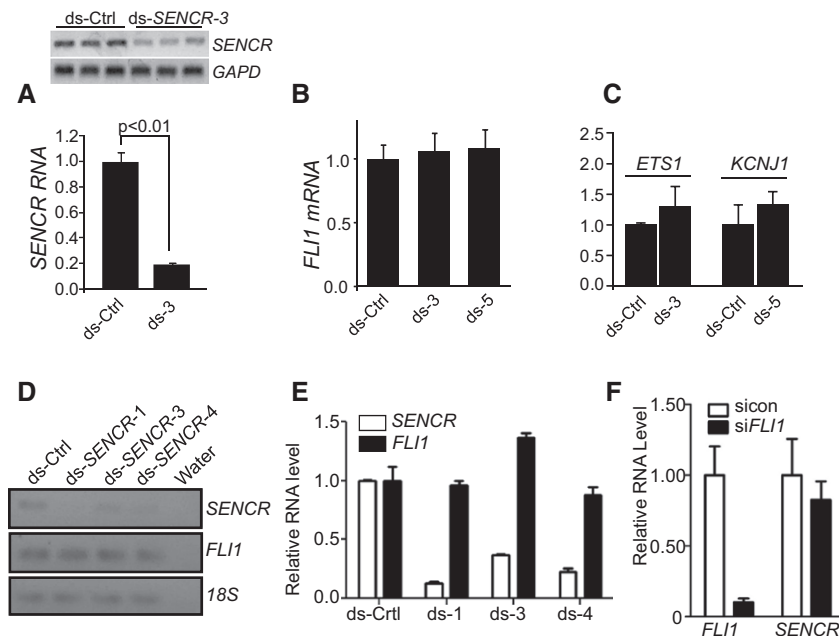 ds-Ctrl ds-SENCR-3
SENCR
GAPD
A
p<0.01
SENCR RNA
1.2
1.0
0.8
0.6
0.4
0.2
0.0
ds-Ctrl
ds-3
B
FLI1 mRNA
1.0
0.5
0.0
ds-Ctrl
ds-3
ds-5
C
2.5
2.0
1.5
1.0
0.5
0.0
ETS1
KCNJ1
ds-Ctrl
ds-3
ds-Ctrl
ds-5
D
ds-Ctrl
ds-SENCR-1
ds-SENCR-3
ds-SENCR-4
Water
SENCR
FLI1
18S
E
Relative RNA level
1.5
1.0
0.5
0.0
SENCR
FLI1
ds-Crtl
ds-1
ds-3
ds-4
F
Relative RNA Level
1.50
1.00
0.50
0
sicon
siFLI1
FLI1
SENCR